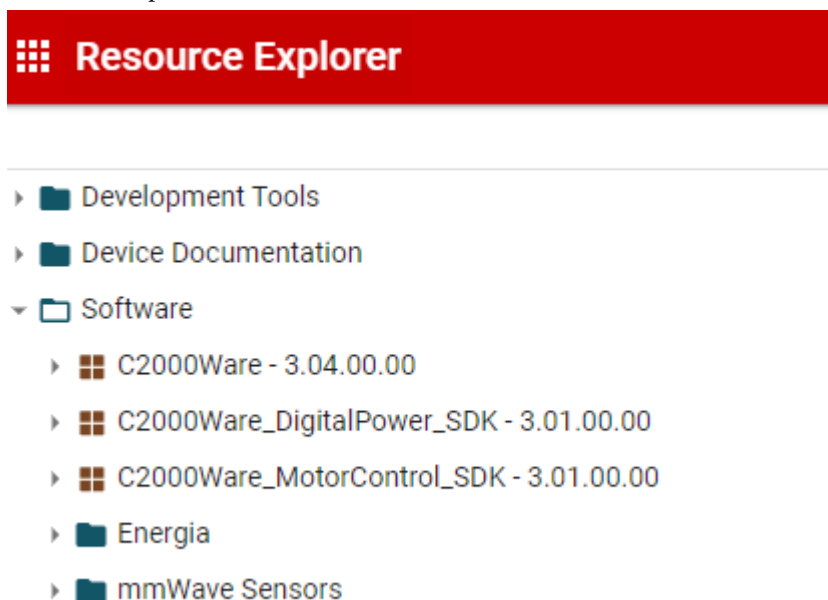 Resource Explorer
Development Tools
Device Documentation
Software
C2000Ware - 3.04.00.00
C2000Ware_DigitalPower_SDK - 3.01.00.00
C2000Ware_MotorControl_SDK - 3.01.00.00
Energia
mmWave Sensors